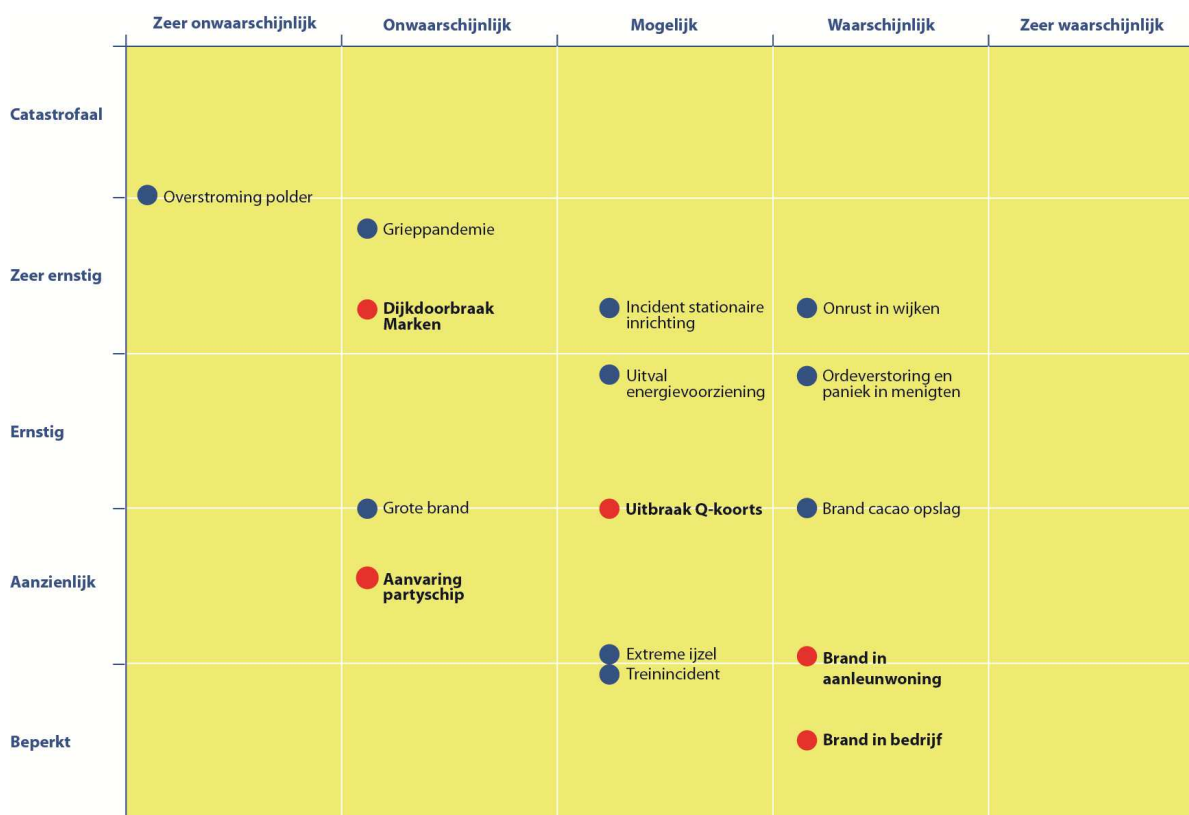 Zeer onwaarschijnlijk
Onwaarschijnlijk
Mogelijk
Waarschijnlijk
Zeer waarschijnlijk
Catastrofaal
Overstroming polder
Grieppandemie
Zeer ernstig
Dijkdoorbraak
Marken
Incident stationaire
inrichting
Onrust in wijken
Uitval
energievoorziening
Ordeverstoring en
paniek in menigten
Ernstig
Grote brand
Uitbraak Q-koorts
Brand cacao opslag
Aanzienlijk
Aanvaring
partyschip
Extreme ijzel
Treinincident
Brand in
aanleunwoning
Beperkt
Brand in bedrijf